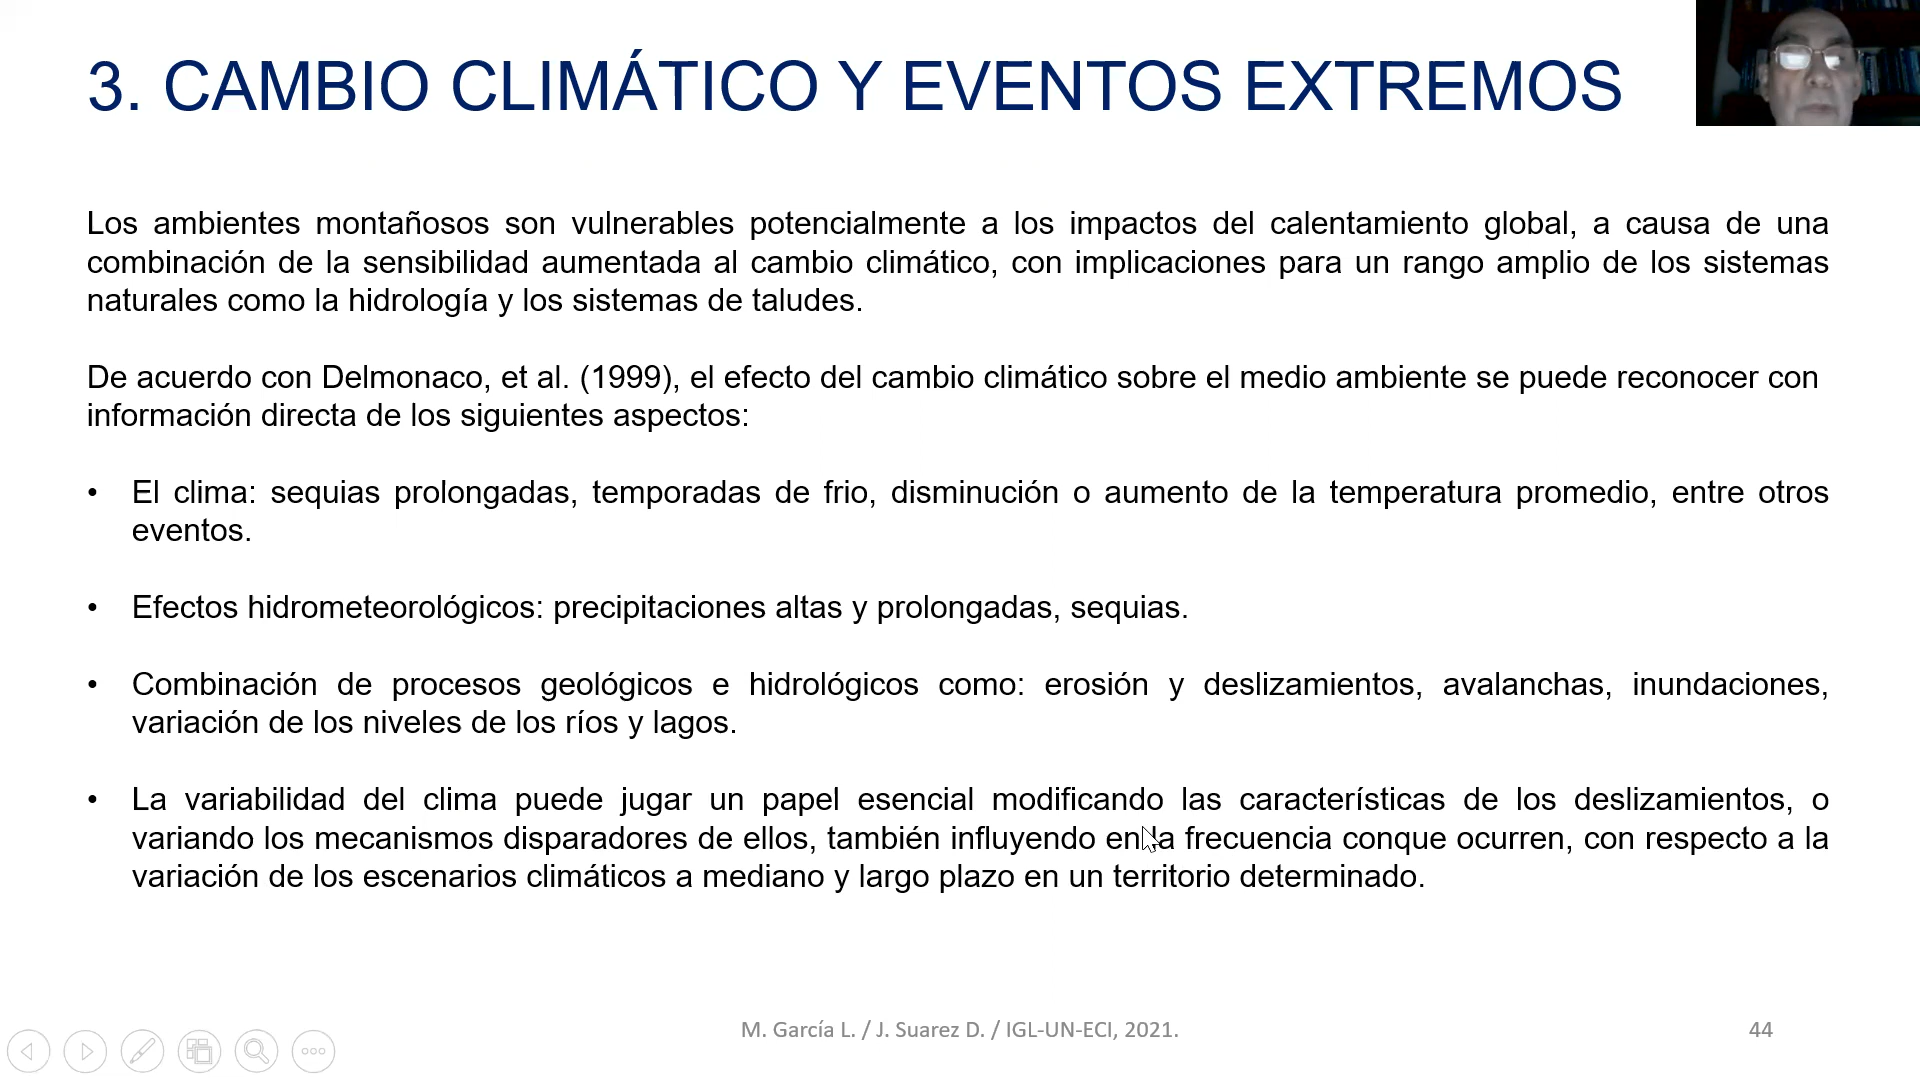 3. CAMBIO CLIMÁTICO Y EVENTOS EXTREMOS
Los ambientes montañosos son vulnerables potencialmente a los impactos del calentamiento global, a causa de una
combinación de la sensibilidad aumentada al cambio climático, con implicaciones para un rango amplio de los sistemas
naturales como la hidrología y los sistemas de taludes.
De acuerdo con Delmonaco, et al. (1999), el efecto del cambio climático sobre el medio ambiente se puede reconocer con
información directa de los siguientes aspectos:
• El clima: sequias prolongadas, temporadas de frio, disminución o aumento de la temperatura promedio, entre otros
eventos.
• Efectos hidrometeorológicos: precipitaciones altas y prolongadas, sequias.
• Combinación de procesos geológicos e hidrológicos como: erosión y deslizamientos, avalanchas, inundaciones,
variación de los niveles de los ríos y lagos.
• La variabilidad del clima puede jugar un papel esencial modificando las características de los deslizamientos, o
variando los mecanismos disparadores de ellos, también influyendo en la frecuencia conque ocurren, con respecto a la
variación de los escenarios climáticos a mediano y largo plazo en un territorio determinado.
M. García L. / J. Suarez D. / IGL-UN-ECI, 2021.
44